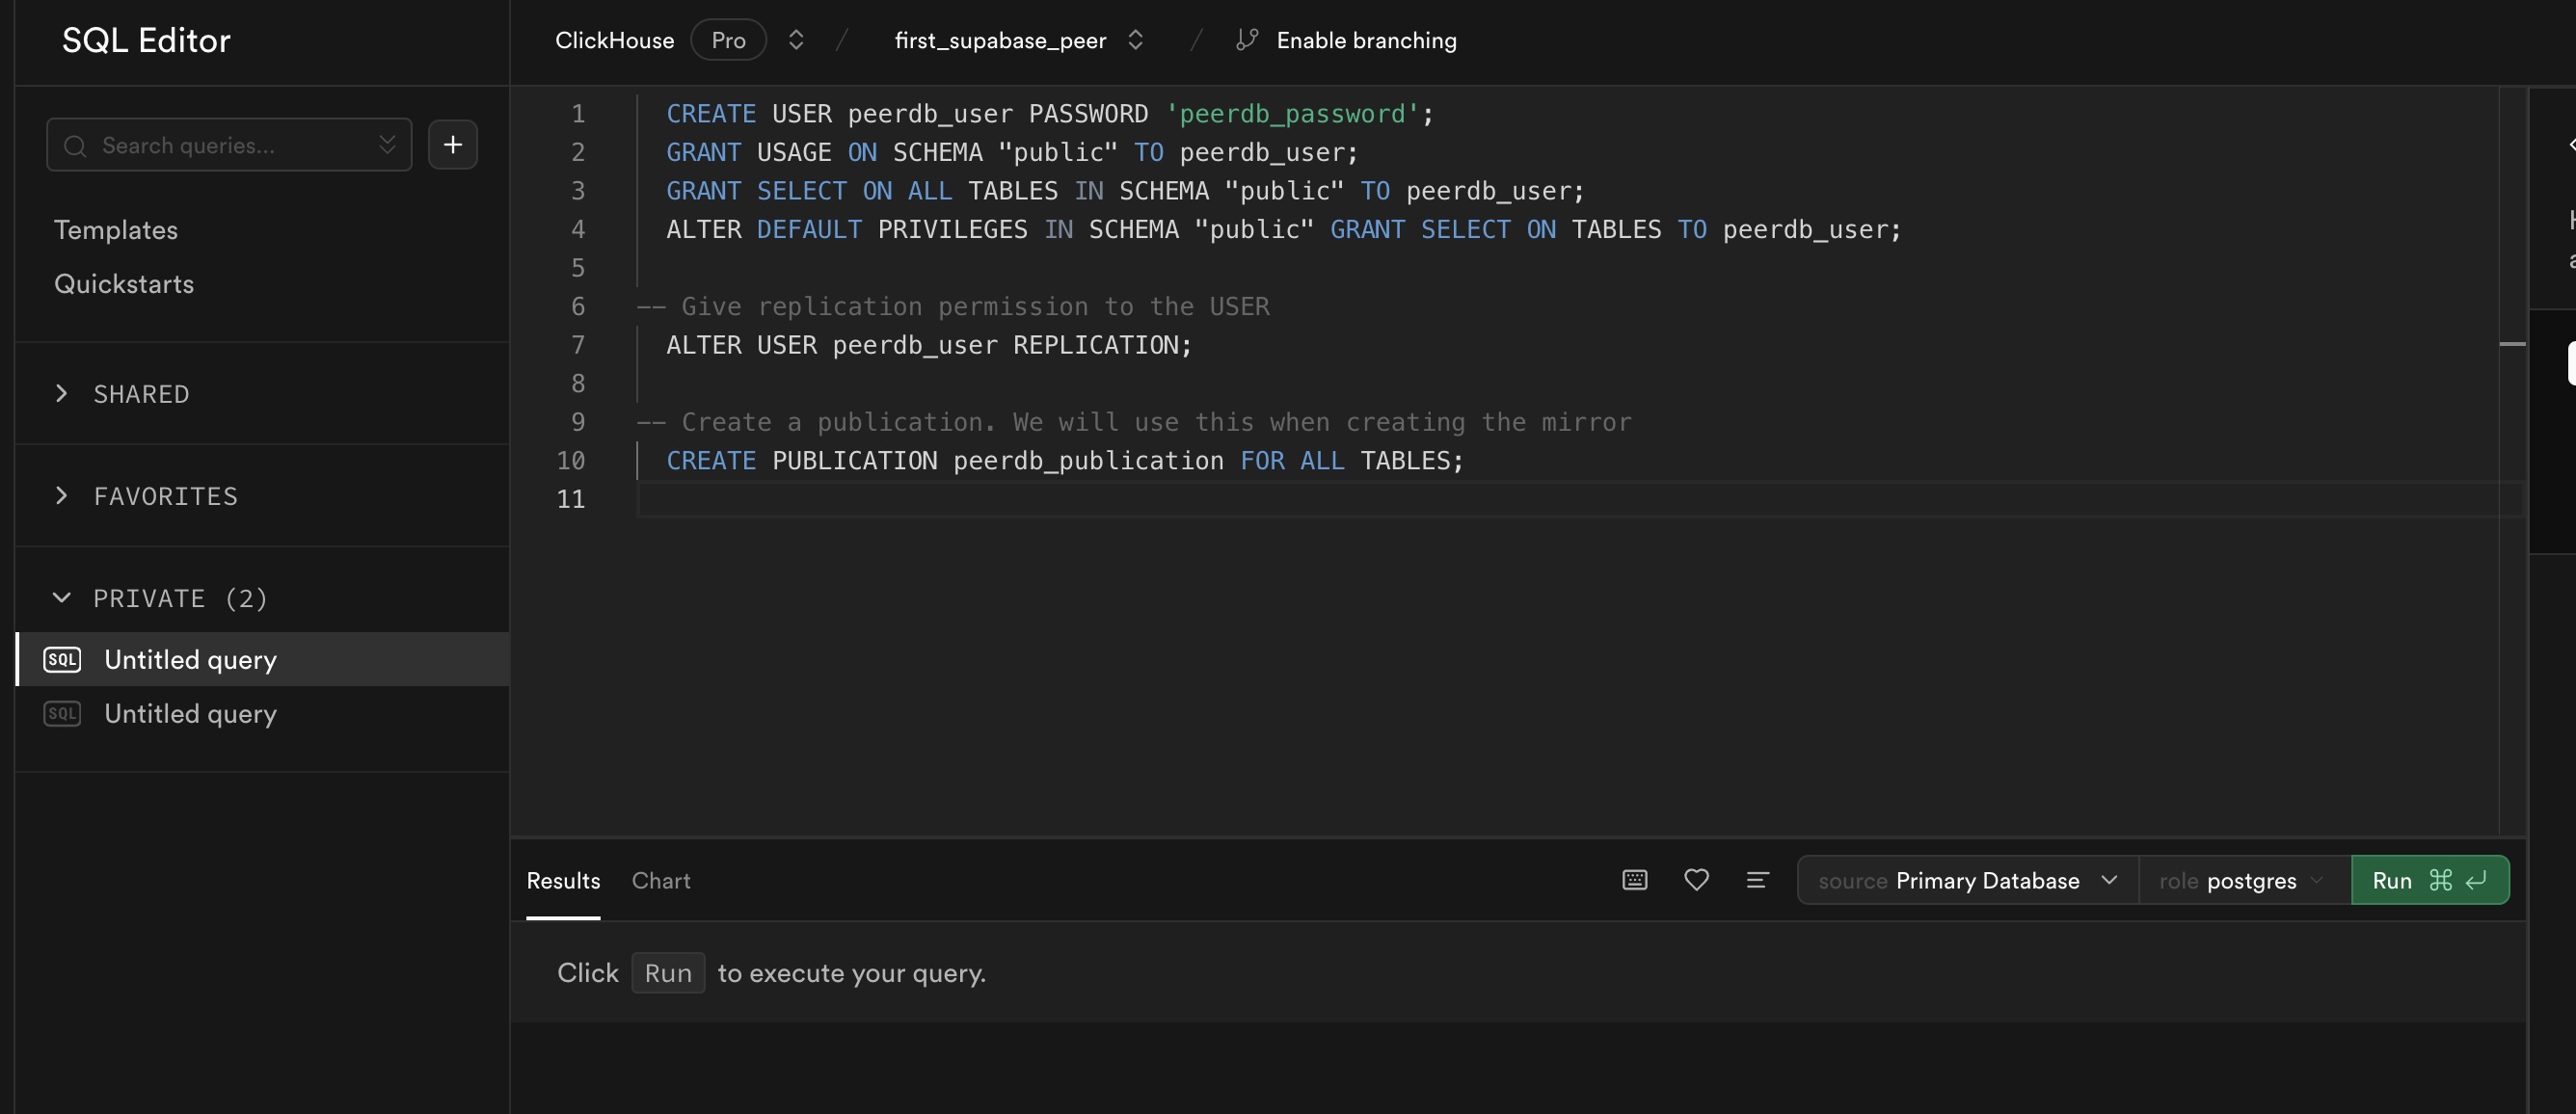 SQL Editor
ClickHouse Pro / first_supabase_peer / Enable branching
Search queries...
+
Templates
Quickstarts
SHARED
FAVORITES
PRIVATE (2)
SQL Untitled query
SQL Untitled query
1 CREATE USER peerdb_user PASSWORD 'peerdb_password';
2 GRANT USAGE ON SCHEMA "public" TO peerdb_user;
3 GRANT SELECT ON ALL TABLES IN SCHEMA "public" TO peerdb_user;
4 ALTER DEFAULT PRIVILEGES IN SCHEMA "public" GRANT SELECT ON TABLES TO peerdb_user;
5
6 -- Give replication permission to the USER
7 ALTER USER peerdb_user REPLICATION;
8
9 -- Create a publication. We will use this when creating the mirror
10 CREATE PUBLICATION peerdb_publication FOR ALL TABLES;
11
Results Chart source Primary Database role postgres Run ⌘ ↵
Click Run to execute your query.